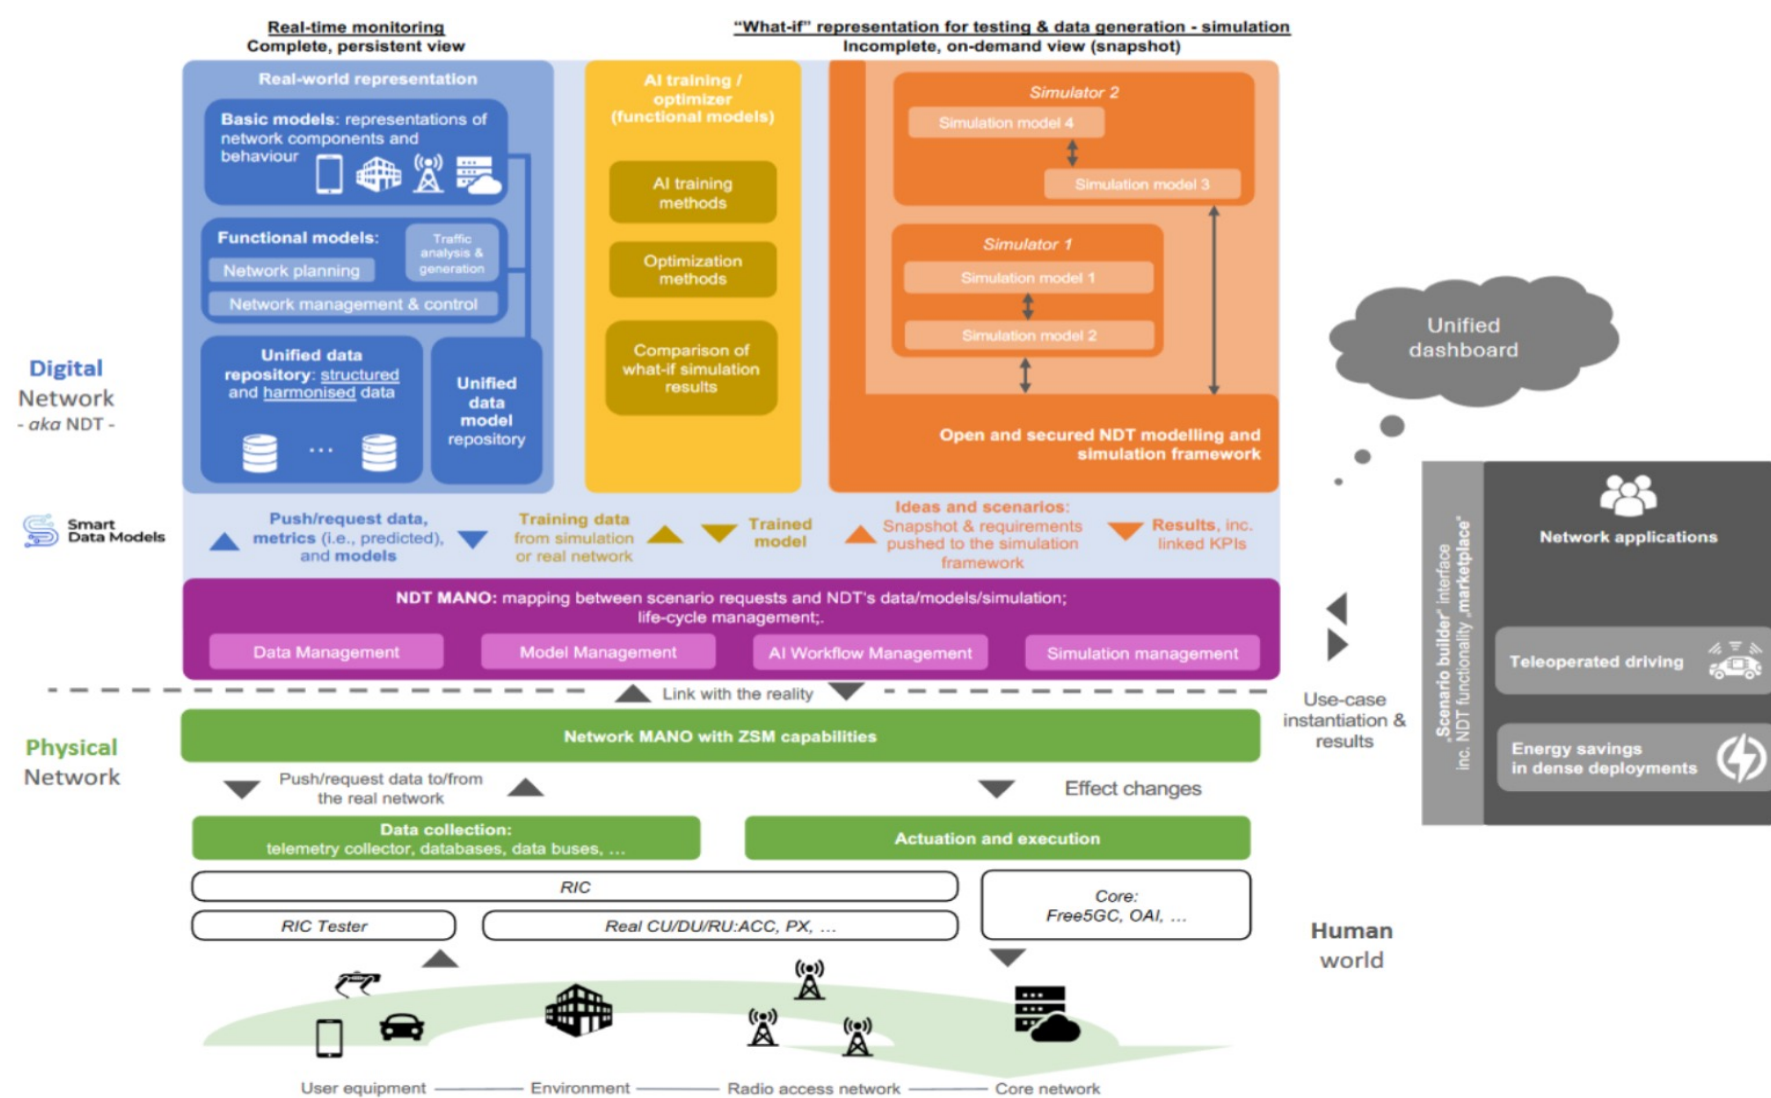 Real-time monitoring
Complete, persistent view
“What-if” representation for testing & data generation - simulation
Incomplete, on-demand view (snapshot)
Real-world representation
Basic models: representations of
network components and
behaviour
Functional models:
Network planning
Traffic
analysis &
generation
Network management & control
Unified data
repository: structured
and harmonised data
...
Unified
data
model
repository
AI training /
optimizer
(functional models)
AI training
methods
Optimization
methods
Comparison of
what-if simulation
results
Simulator 2
Simulation model 4
Simulation model 3
Simulator 1
Simulation model 1
Simulation model 2
Open and secured NDT modelling and
simulation framework
Digital
Network
- aka NDT -
Smart
Data Models
Push/request data,
metrics (i.e., predicted),
and models
Training data
from simulation
or real network
Trained
model
Ideas and scenarios:
Snapshot & requirements
pushed to the simulation
framework
Results, inc.
linked KPIs
NDT MANO: mapping between scenario requests and NDT's data/models/simulation;
life-cycle management;.
Data Management
Model Management
AI Workflow Management
Simulation management
Link with the reality
Physical
Network
Network MANO with ZSM capabilities
Push/request data to/from
the real network
Effect changes
Data collection:
telemetry collector, databases, data buses, ...
Actuation and execution
RIC
RIC Tester
Real CU/DU/RU:ACC, PX, ...
Core:
Free5GC, OAI, ...
User equipment
Environment
Radio access network
Core network
Unified
dashboard
Use-case
instantiation &
results
„Scenario builder“ interface
inc. NDT functionality „marketplace“
Network applications
Teleoperated driving
Energy savings
in dense deployments
Human
world